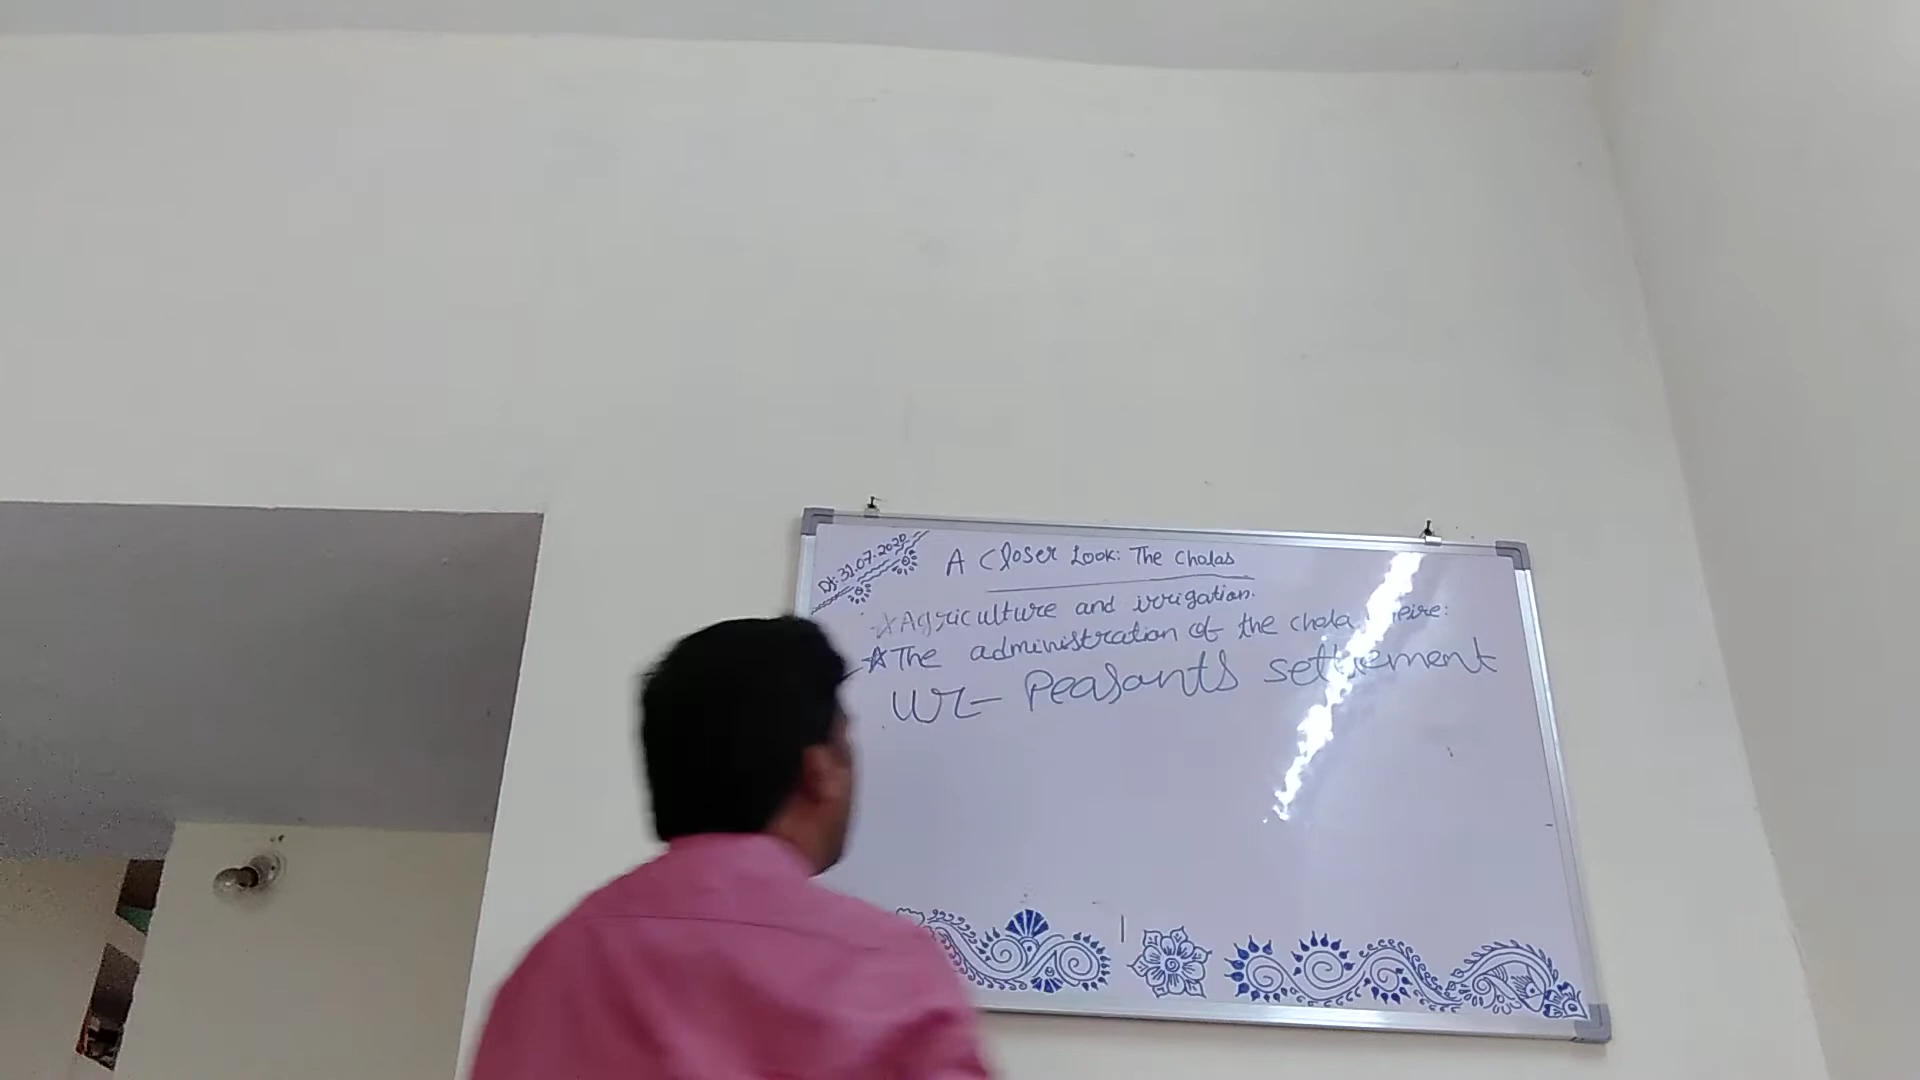 Dt: 31.07.2020
A Closer Look: The Cholas
Agriculture and irrigation.
The administration of the chola
Ur- Peasants settlement